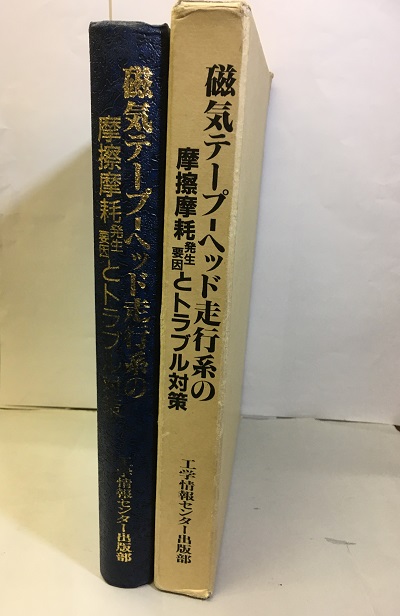 磁気テープ・ヘッド走行系の
摩擦摩耗発生要因とトラブル対策
工学情報センター出版部
磁気テープ・ヘッド走行系の
摩擦摩耗発生要因とトラブル対策
工学情報センター出版部